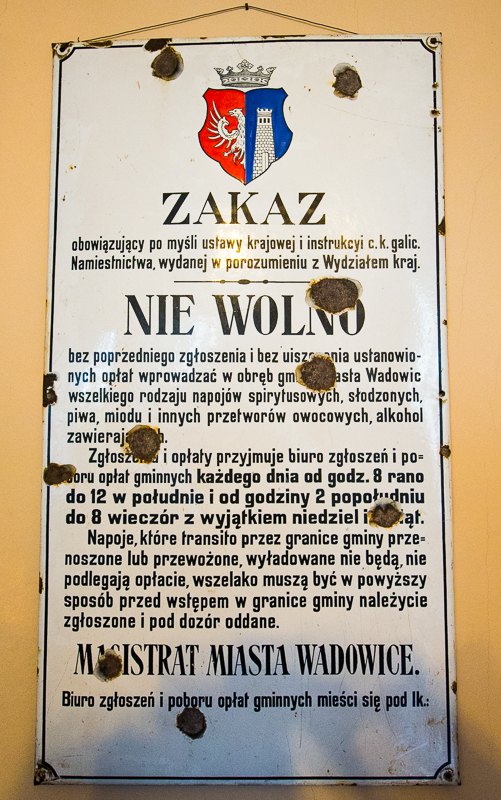 ZAKAZ
obowiązujący po myśli ustawy krajowej i instrukcyi c.k. galic.
Namiestnictwa, wydanej w porozumieniu z Wydziałem kraj.
NIE WOLNO
bez poprzedniego zgłoszenia i bez uiszczenia ustanowio-
nych opłat wprowadzać w obręb gminy miasta Wadowic
wszelkiego rodzaju napojów spirytusowych, słodzonych,
piwa, miodu i innych przetworów owocowych, alkohol
zawierających.
Zgłoszenia i opłaty przyjmuje biuro zgłoszeń i po-
boru opłat gminnych każdego dnia od godz. 8 rano
do 12 w południe i od godziny 2 popołudniu
do 8 wieczór z wyjątkiem niedziel i świąt.
Napoje, które transito przez granice gminy prze-
noszone lub przewożone, wyładowane nie będą, nie
podlegają opłacie, wszelako muszą być w powyższy
sposób przed wstępem w granice gminy należycie
zgłoszone i pod dozór oddane.
MAGISTRAT MIASTA WADOWICE.
Biuro zgłoszeń i poboru opłat gminnych mieści się pod lk.: